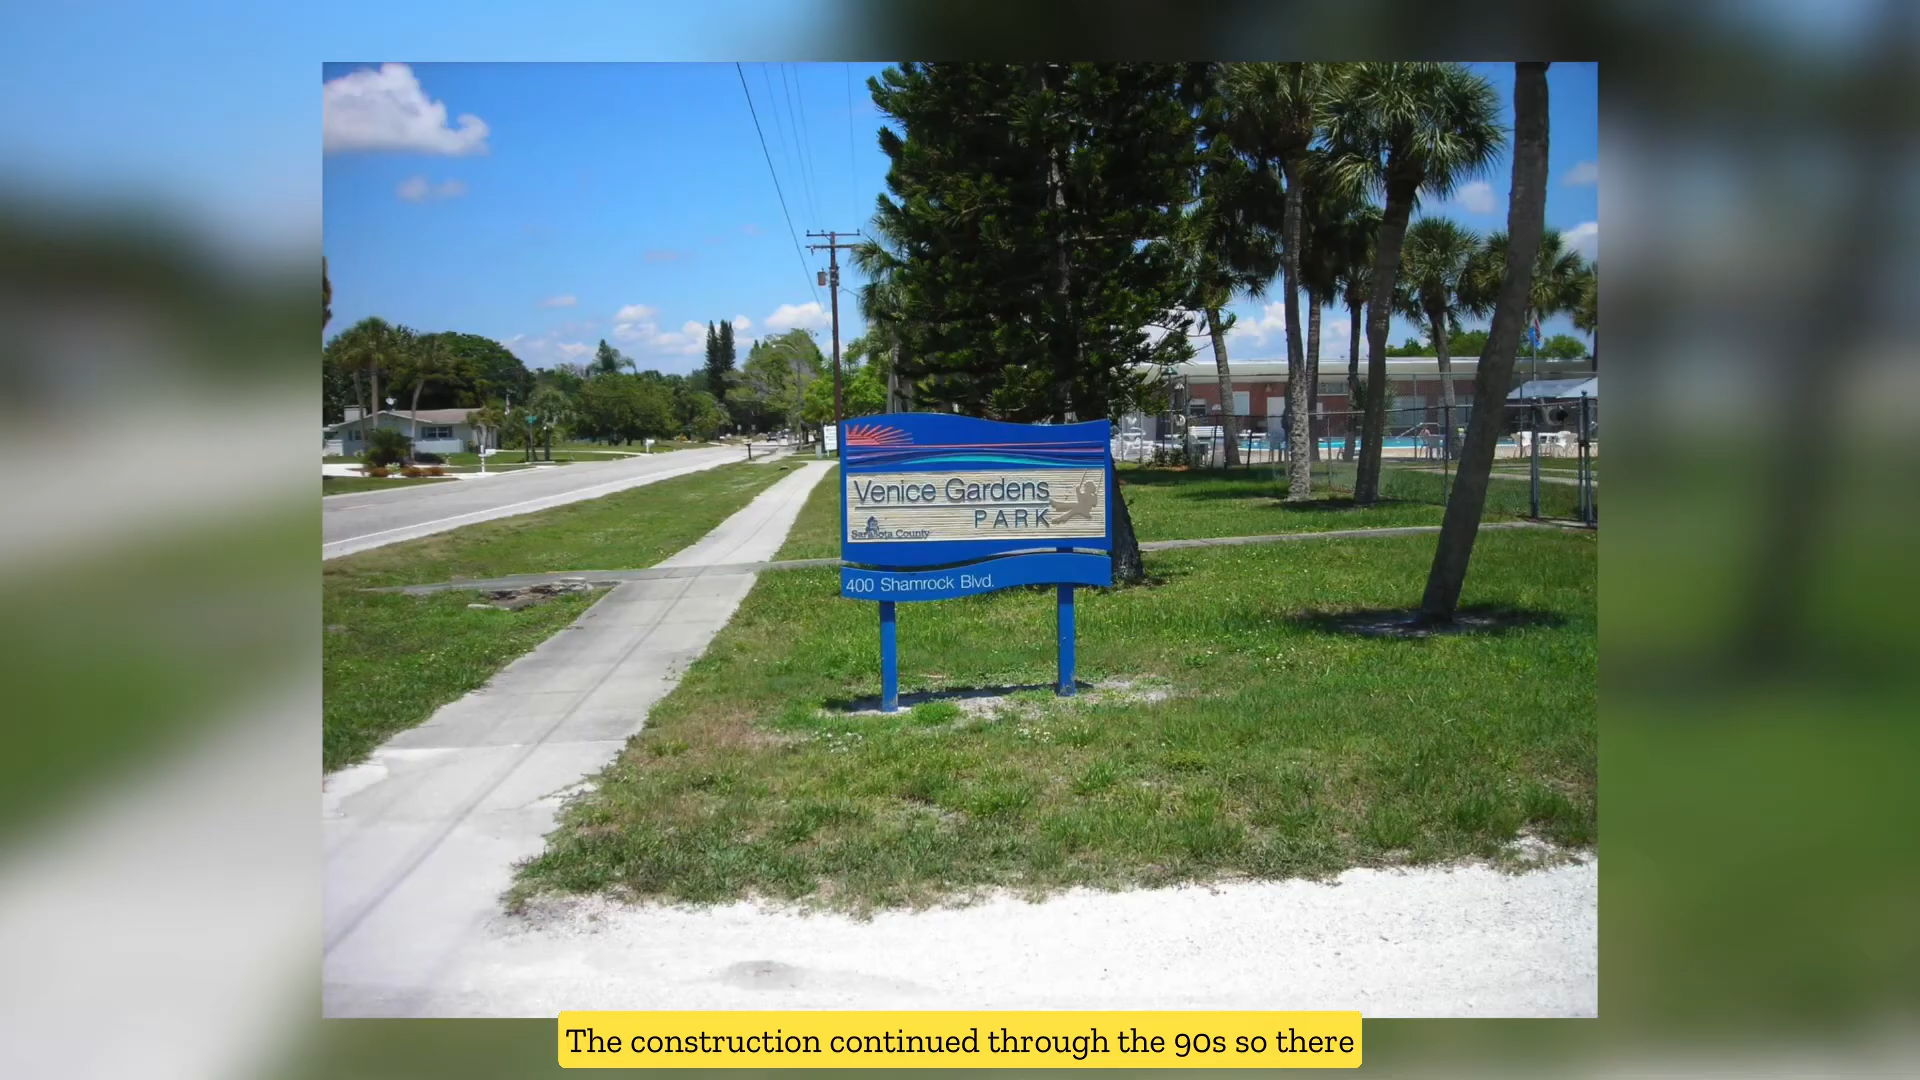 Venice Gardens
PARK
Sarasota County
400 Shamrock Blvd.
The construction continued through the 90s so there